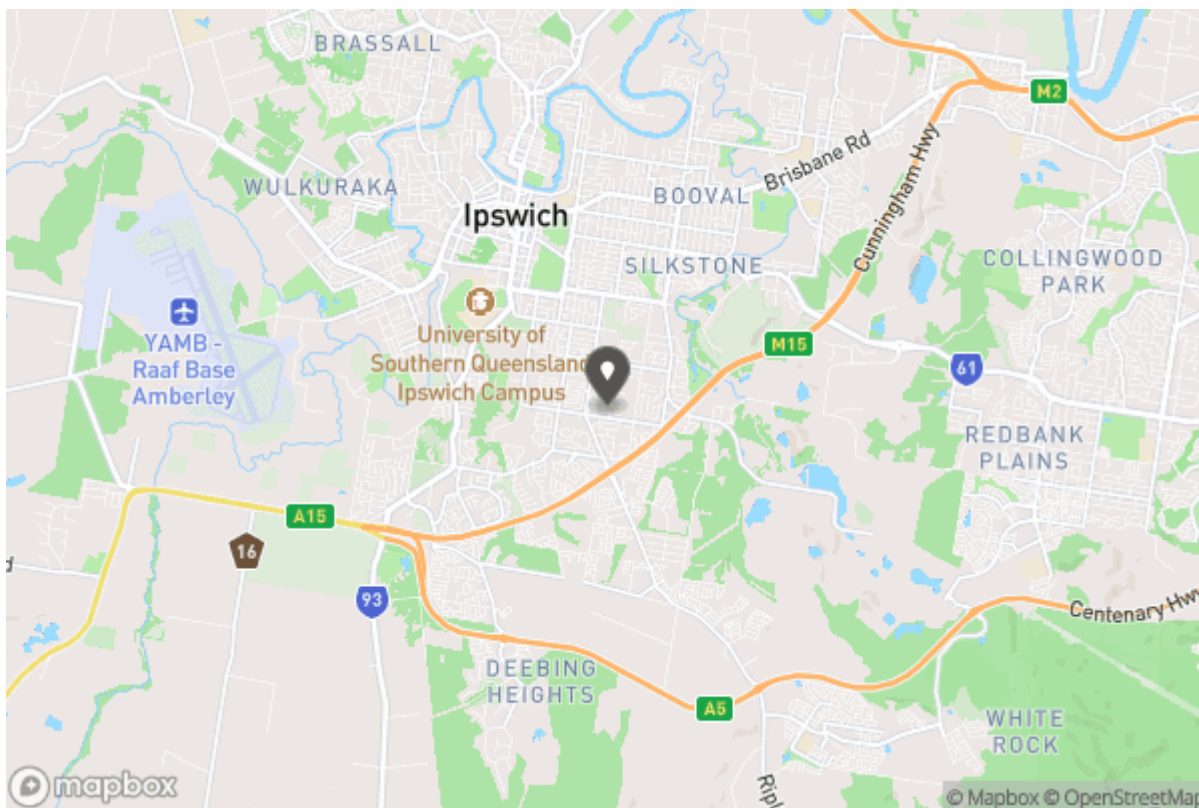 BRASSALL
M2
Brisbane Rd
Cunningham Hwy
WULKURAKA
BOOVAL
Ipswich
SILKSTONE
COLLINGWOOD
PARK
YAMB -
Raaf Base
Amberley
University of
Southern Queensland
Ipswich Campus
M15
61
REDBANK
PLAINS
A15
16
93
Centenary Hwy
DEEBING
HEIGHTS
A5
WHITE
ROCK
Ripl
d
mapbox
© Mapbox © OpenStreetMap